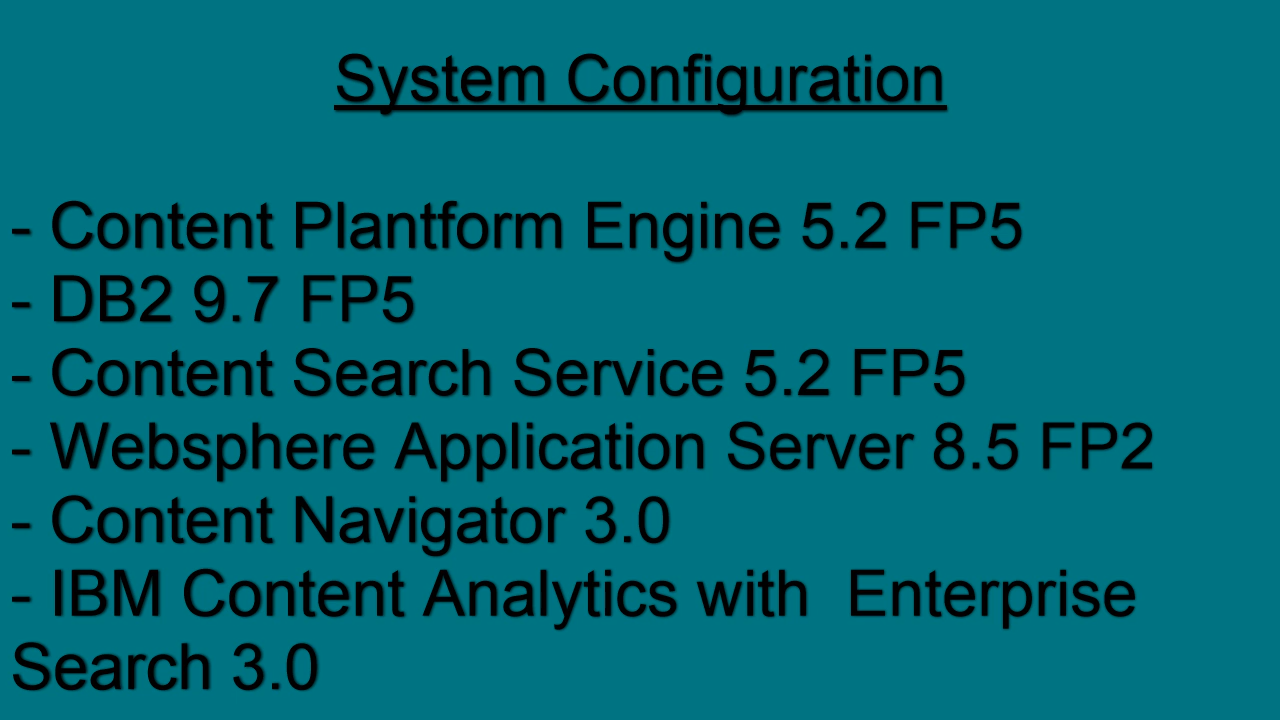 System Configuration
- Content Plantform Engine 5.2 FP5
- DB2 9.7 FP5
- Content Search Service 5.2 FP5
- Websphere Application Server 8.5 FP2
- Content Navigator 3.0
- IBM Content Analytics with  Enterprise
Search 3.0